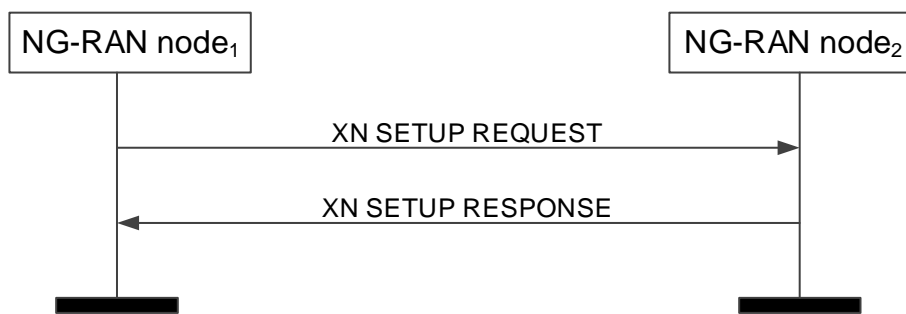 NG-RAN node₁
NG-RAN node₂
XN SETUP REQUEST
XN SETUP RESPONSE